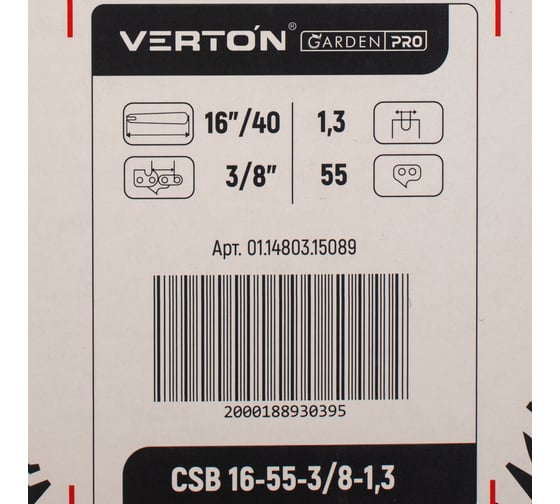 VERTON® GARDEN PRO
16"/40 1,3
3/8" 55
Арт. 01.14803.15089
2000188930395
CSB 16-55-3/8-1,3